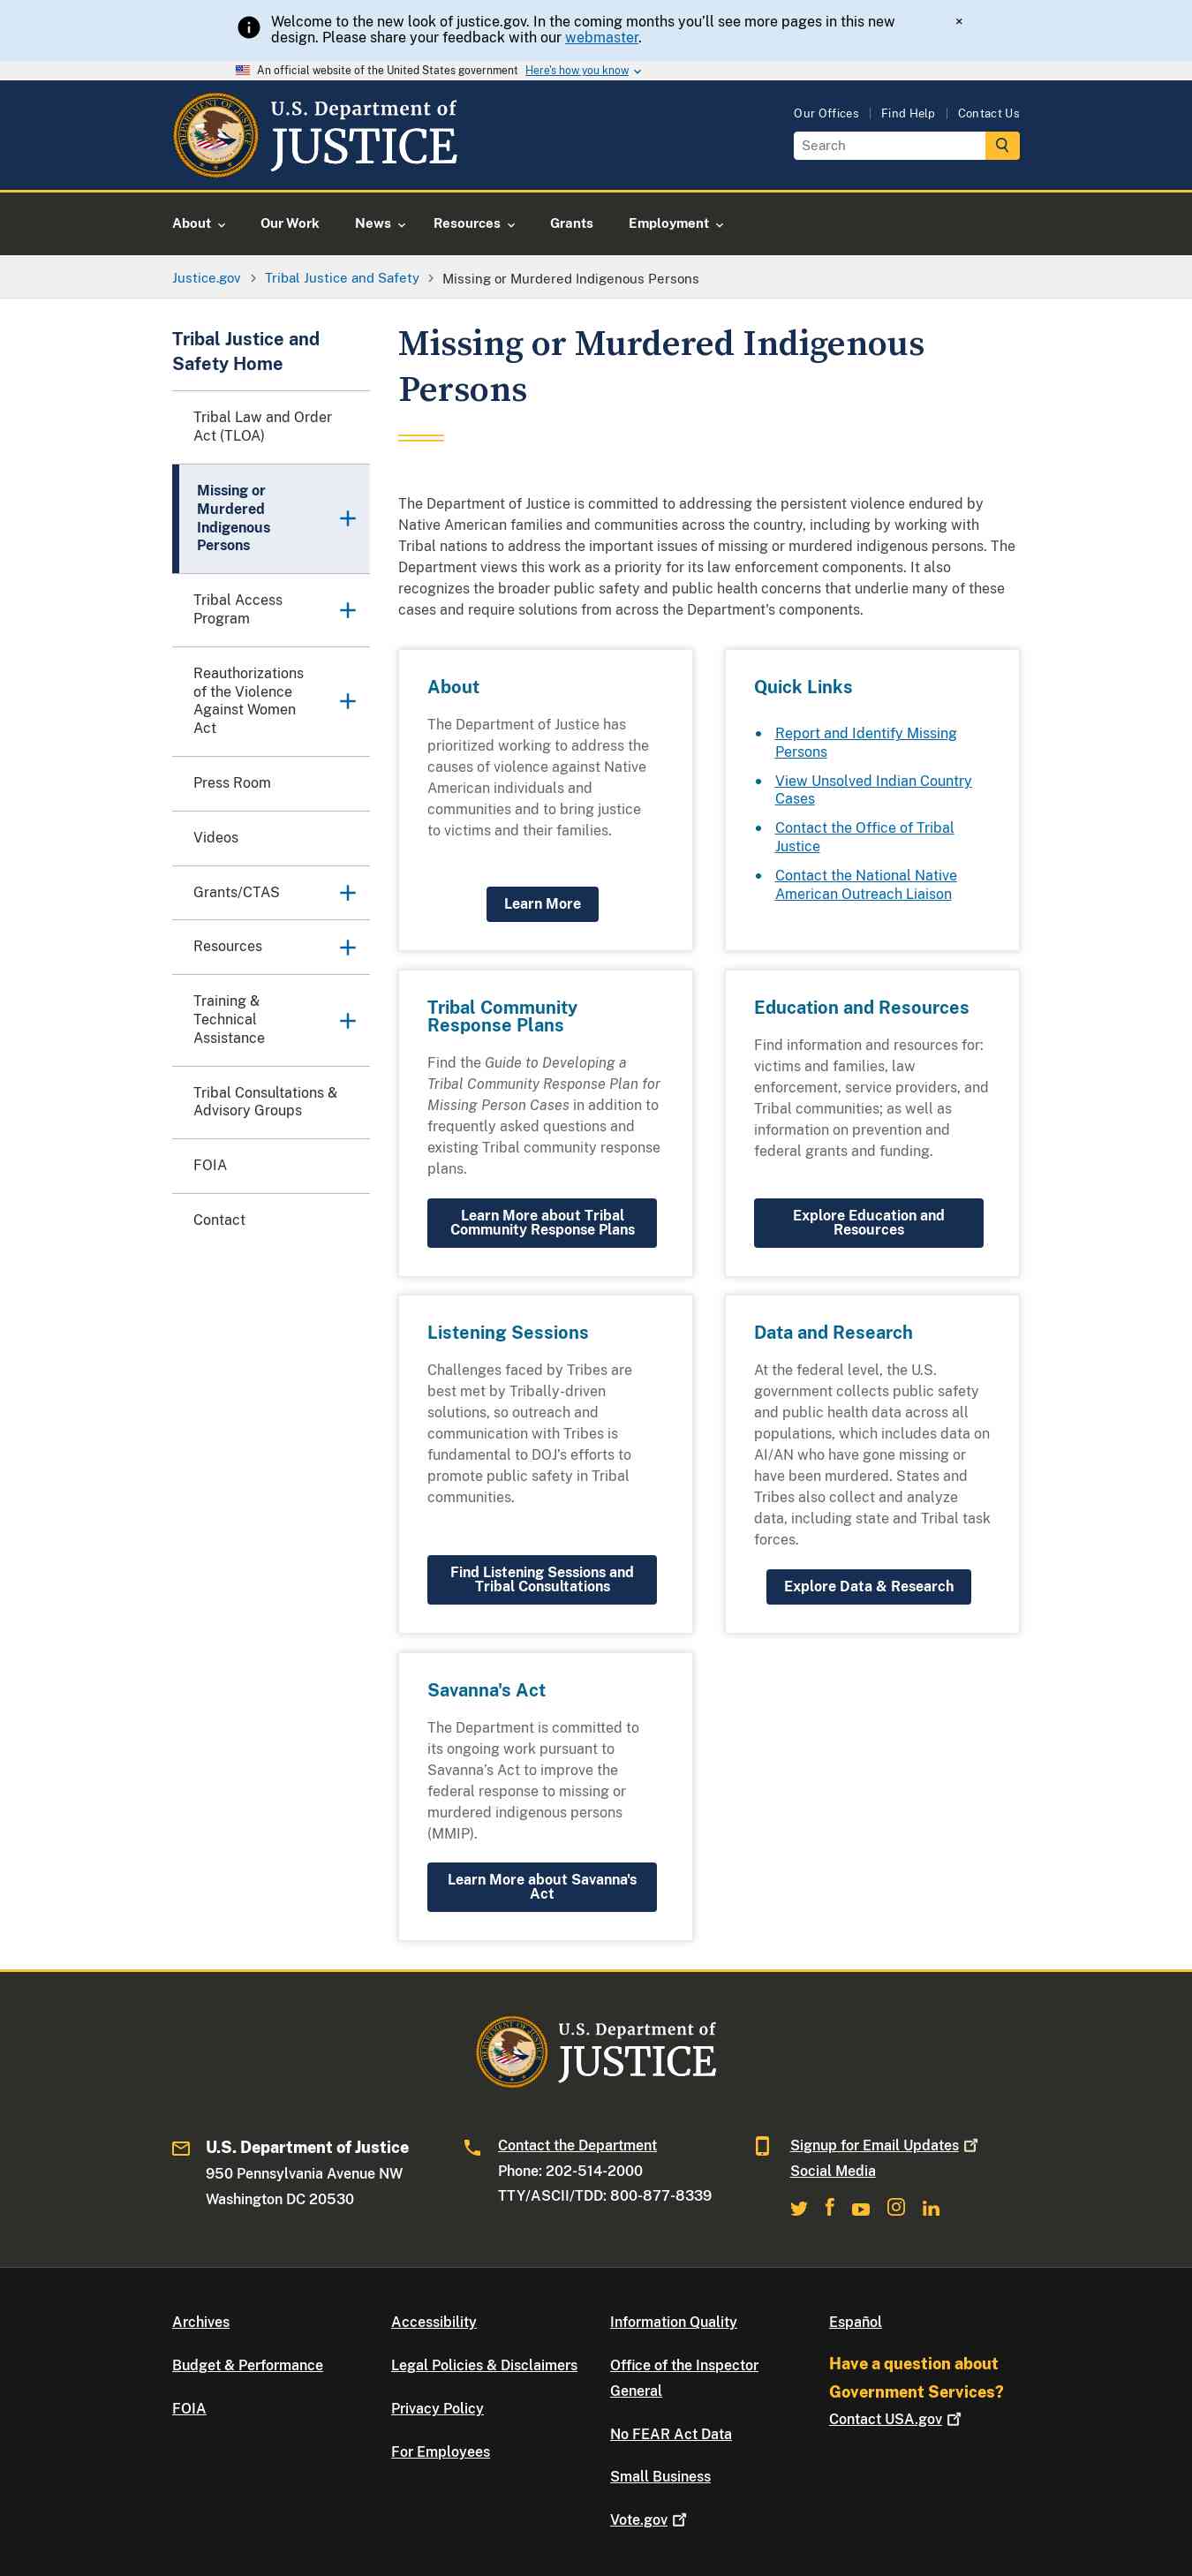 Welcome to the new look of justice.gov. In the coming months you’ll see more pages in this new
design. Please share your feedback with our webmaster.
×
An official website of the United States government Here's how you know
U.S. Department of
JUSTICE
Our Offices | Find Help | Contact Us
Search
About
Our Work
News
Resources
Grants
Employment
Justice.gov
Tribal Justice and Safety
Missing or Murdered Indigenous Persons
Tribal Justice and
Safety Home
Tribal Law and Order
Act (TLOA)
Missing or
Murdered
Indigenous
Persons
Tribal Access
Program
Reauthorizations
of the Violence
Against Women
Act
Press Room
Videos
Grants/CTAS
Resources
Training &
Technical
Assistance
Tribal Consultations &
Advisory Groups
FOIA
Contact
Missing or Murdered Indigenous
Persons
The Department of Justice is committed to addressing the persistent violence endured by
Native American families and communities across the country, including by working with
Tribal nations to address the important issues of missing or murdered indigenous persons. The
Department views this work as a priority for its law enforcement components. It also
recognizes the broader public safety and public health concerns that underlie many of these
cases and require solutions from across the Department's components.
About
The Department of Justice has
prioritized working to address the
causes of violence against Native
American individuals and
communities and to bring justice
to victims and their families.
Learn More
Quick Links
Report and Identify Missing
Persons
View Unsolved Indian Country
Cases
Contact the Office of Tribal
Justice
Contact the National Native
American Outreach Liaison
Tribal Community
Response Plans
Find the Guide to Developing a
Tribal Community Response Plan for
Missing Person Cases in addition to
frequently asked questions and
existing Tribal community response
plans.
Learn More about Tribal
Community Response Plans
Education and Resources
Find information and resources for:
victims and families, law
enforcement, service providers, and
Tribal communities; as well as
information on prevention and
federal grants and funding.
Explore Education and
Resources
Listening Sessions
Challenges faced by Tribes are
best met by Tribally-driven
solutions, so outreach and
communication with Tribes is
fundamental to DOJ’s efforts to
promote public safety in Tribal
communities.
Find Listening Sessions and
Tribal Consultations
Data and Research
At the federal level, the U.S.
government collects public safety
and public health data across all
populations, which includes data on
AI/AN who have gone missing or
have been murdered. States and
Tribes also collect and analyze
data, including state and Tribal task
forces.
Explore Data & Research
Savanna's Act
The Department is committed to
its ongoing work pursuant to
Savanna’s Act to improve the
federal response to missing or
murdered indigenous persons
(MMIP).
Learn More about Savanna's
Act
U.S. Department of
JUSTICE
U.S. Department of Justice
950 Pennsylvania Avenue NW
Washington DC 20530
Contact the Department
Phone: 202-514-2000
TTY/ASCII/TDD: 800-877-8339
Signup for Email Updates
Social Media
Archives
Budget & Performance
FOIA
Accessibility
Legal Policies & Disclaimers
Privacy Policy
For Employees
Information Quality
Office of the Inspector
General
No FEAR Act Data
Small Business
Vote.gov
Español
Have a question about
Government Services?
Contact USA.gov